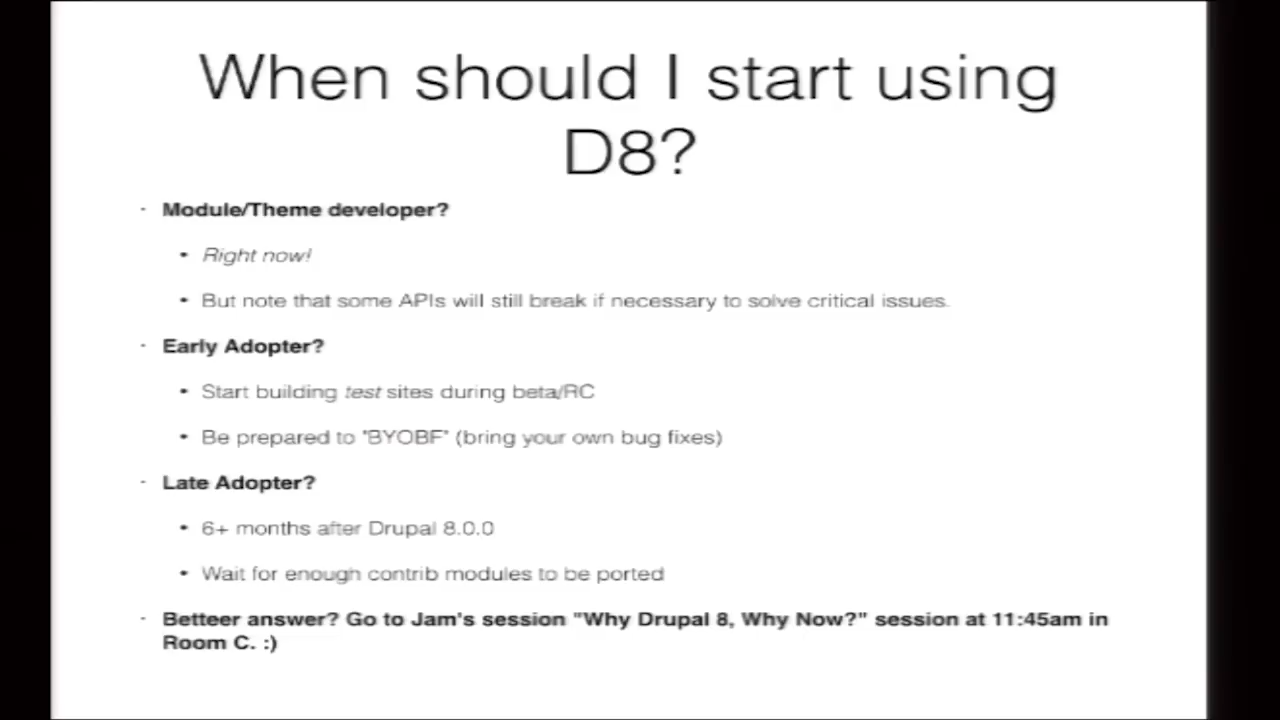 When should I start using
D8?
· Module/Theme developer?
• Right now!
• But note that some APIs will still break if necessary to solve critical issues.
· Early Adopter?
• Start building test sites during beta/RC
• Be prepared to "BYOBF" (bring your own bug fixes)
· Late Adopter?
• 6+ months after Drupal 8.0.0
• Wait for enough contrib modules to be ported
· Betteer answer? Go to Jam's session "Why Drupal 8, Why Now?" session at 11:45am in
Room C. :)